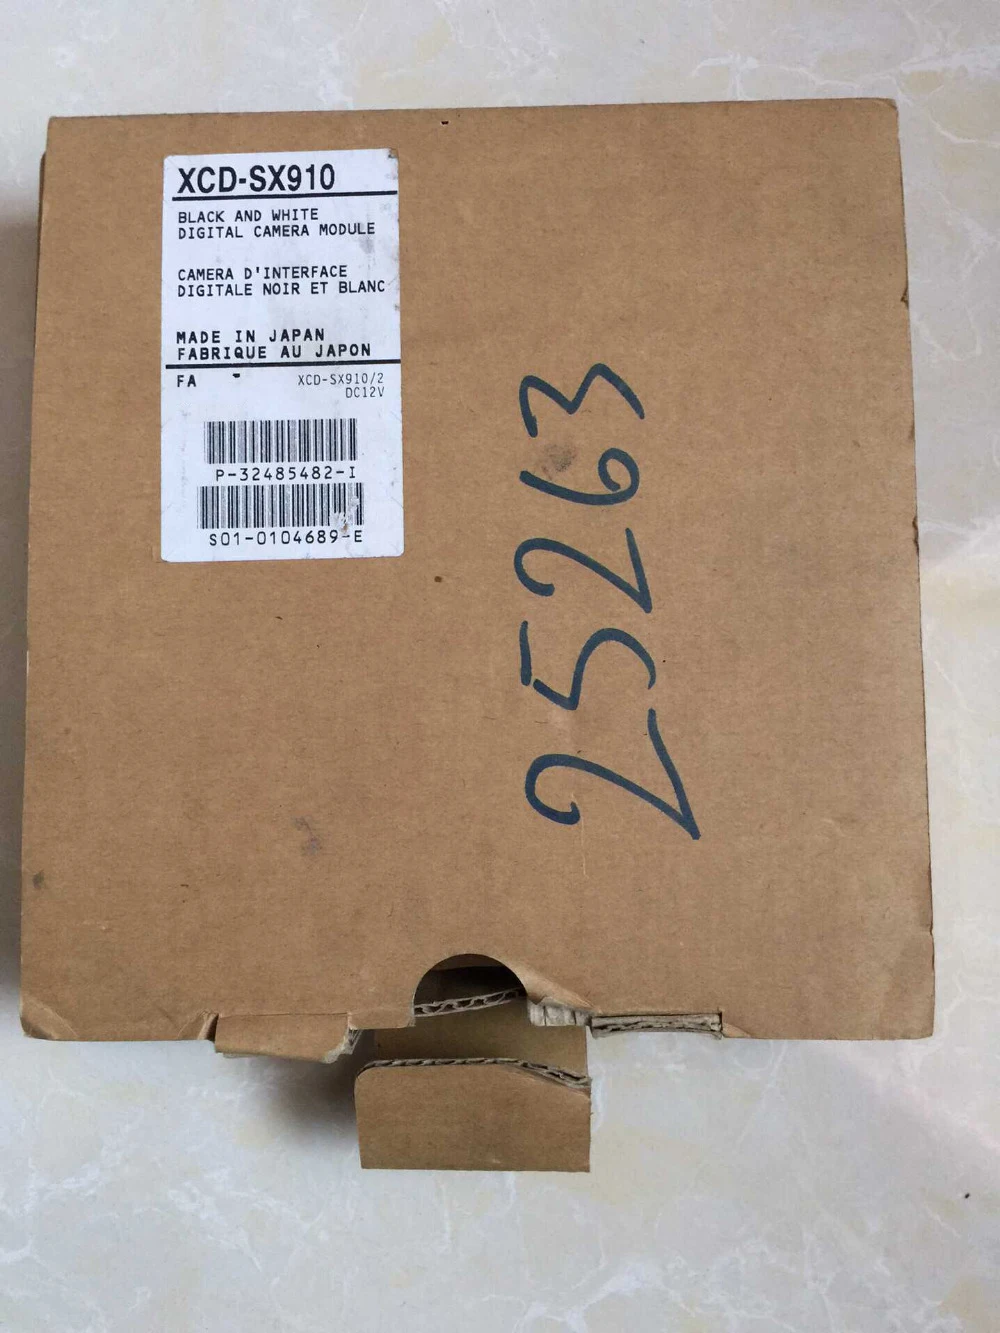 XCD-SX910
BLACK AND WHITE
DIGITAL CAMERA MODULE
CAMERA D'INTERFACE
DIGITALE NOIR ET BLANC
MADE IN JAPAN
FABRIQUE AU JAPON
FA
XCD-SX910/2
DC12V
P-32485482-I
S01-0104689-E
25263